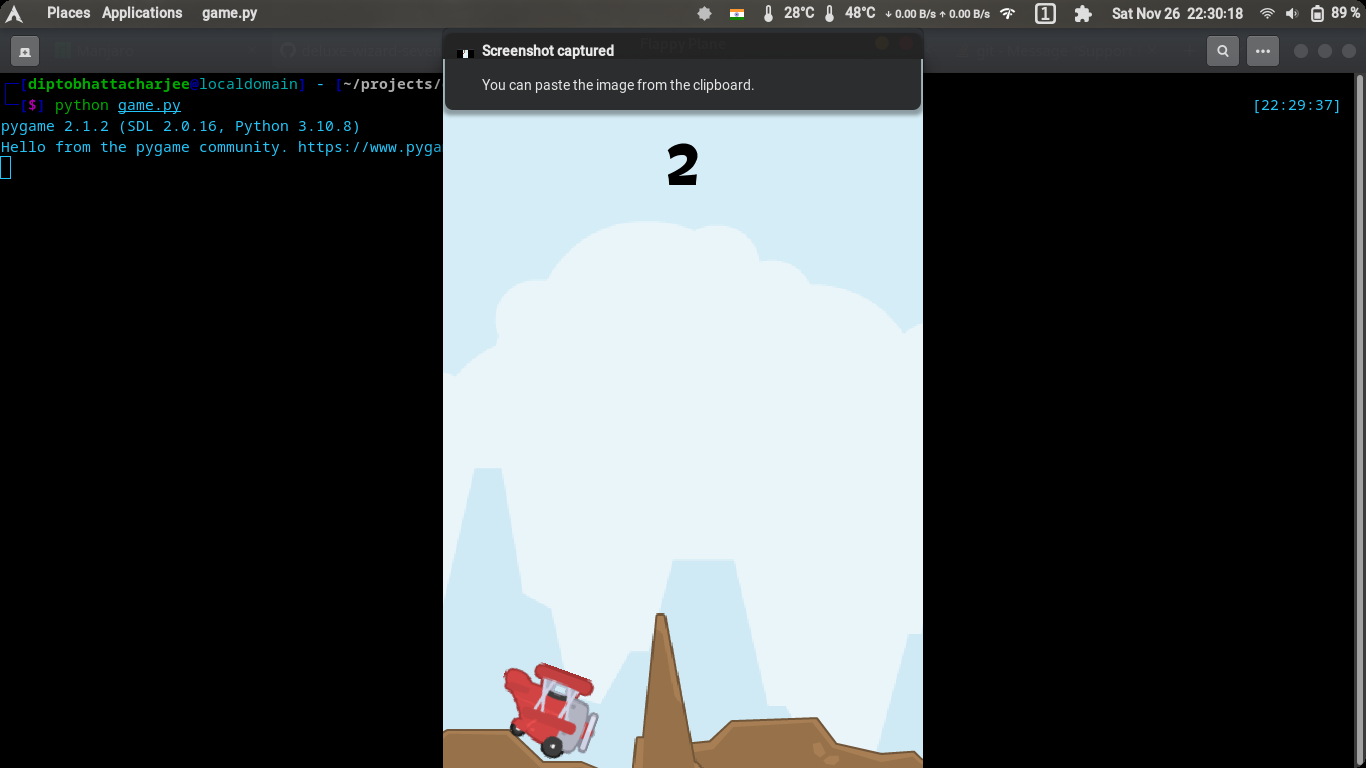 Places Applications game.py 28°C 48°C ↓ 0.00 B/s ↑ 0.00 B/s 1 Sat Nov 26 22:30:18 89 %
Screenshot captured
You can paste the image from the clipboard.
[diptobhattacharjee@localdomain] - [~/projects/
[$] python game.py [22:29:37]
pygame 2.1.2 (SDL 2.0.16, Python 3.10.8)
Hello from the pygame community. https://www.pyga
2